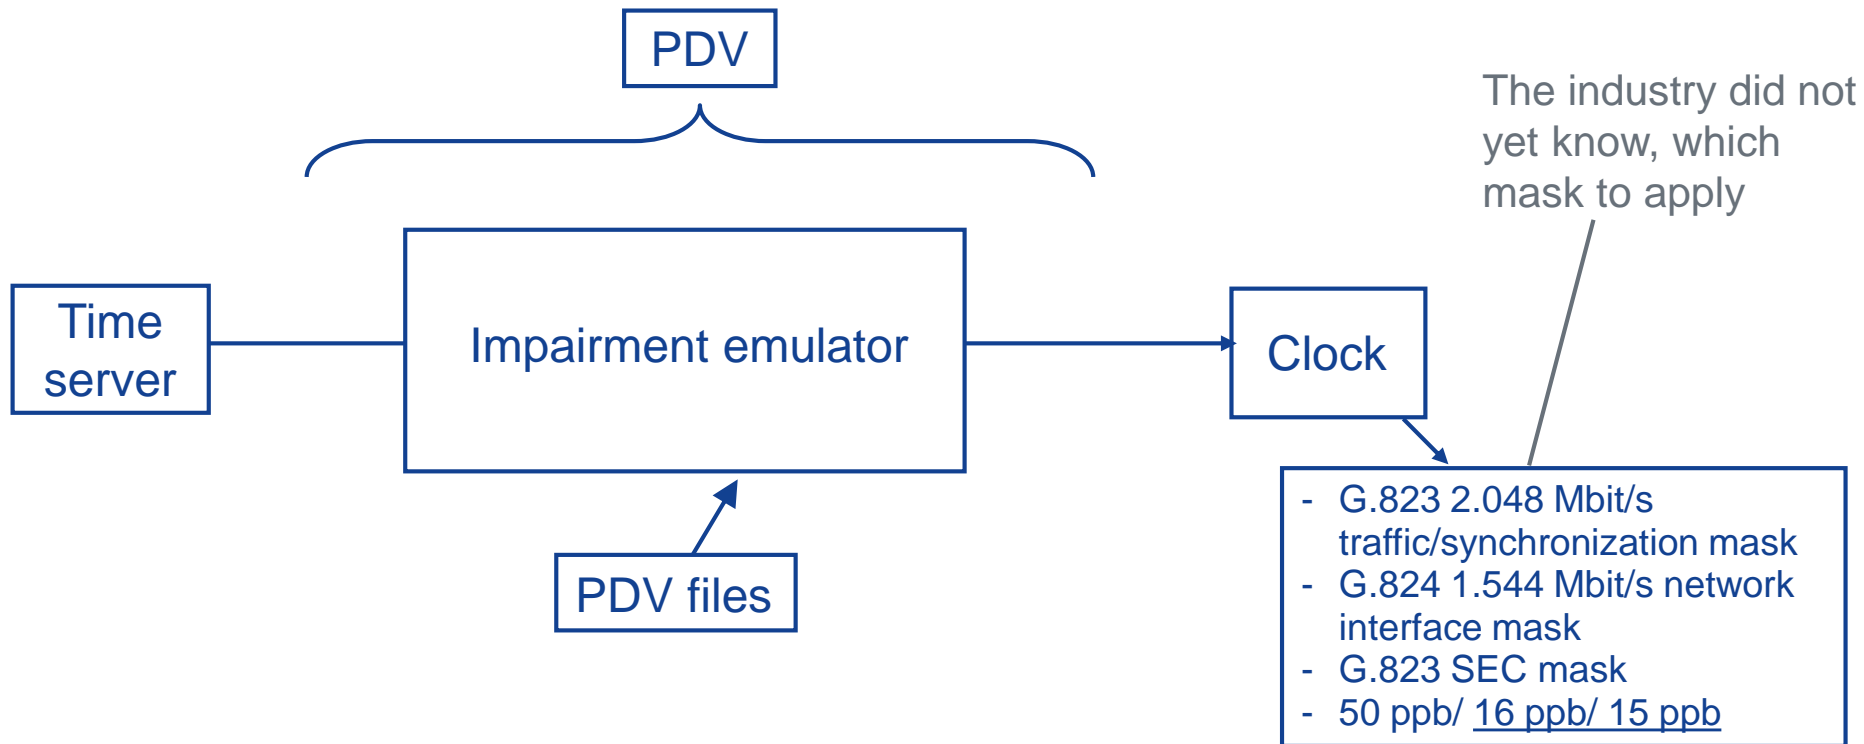 PDV
The industry did not
yet know, which
mask to apply
Time
server
Impairment emulator
Clock
PDV files
- G.823 2.048 Mbit/s
traffic/synchronization mask
- G.824 1.544 Mbit/s network
interface mask
- G.823 SEC mask
- 50 ppb/ 16 ppb/ 15 ppb